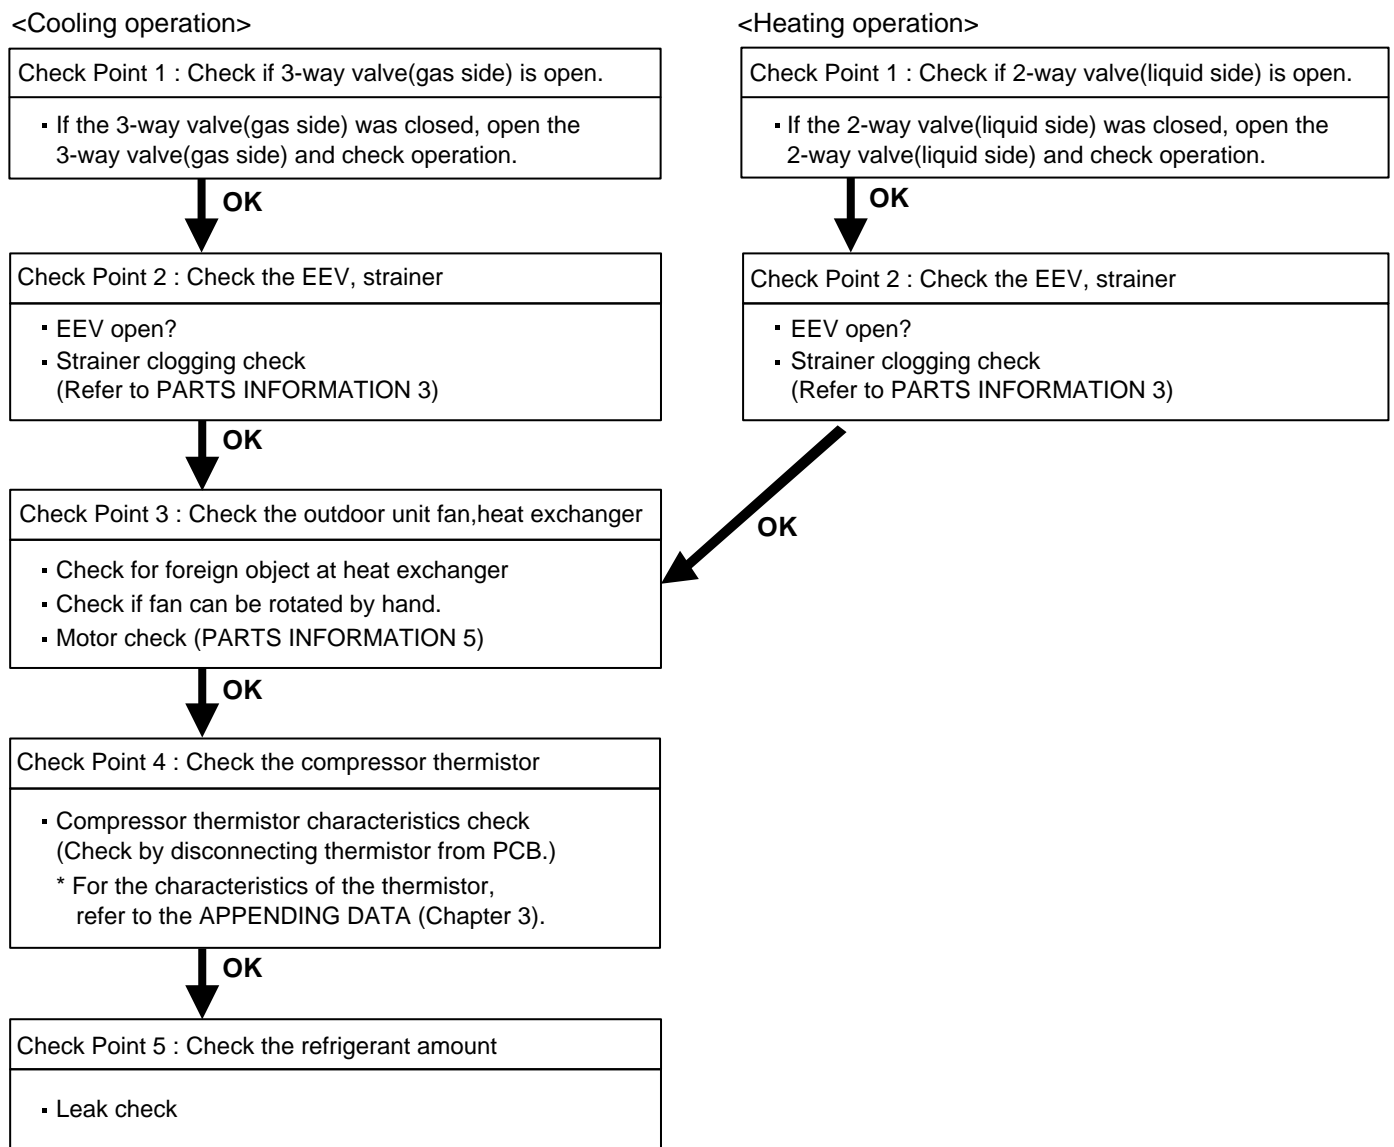 <Cooling operation>
Check Point 1 : Check if 3-way valve(gas side) is open.
▪ If the 3-way valve(gas side) was closed, open the
3-way valve(gas side) and check operation.
OK
Check Point 2 : Check the EEV, strainer
▪ EEV open?
▪ Strainer clogging check
(Refer to PARTS INFORMATION 3)
OK
Check Point 3 : Check the outdoor unit fan,heat exchanger
▪ Check for foreign object at heat exchanger
▪ Check if fan can be rotated by hand.
▪ Motor check (PARTS INFORMATION 5)
OK
Check Point 4 : Check the compressor thermistor
▪ Compressor thermistor characteristics check
(Check by disconnecting thermistor from PCB.)
* For the characteristics of the thermistor,
refer to the APPENDING DATA (Chapter 3).
OK
Check Point 5 : Check the refrigerant amount
▪ Leak check
<Heating operation>
Check Point 1 : Check if 2-way valve(liquid side) is open.
▪ If the 2-way valve(liquid side) was closed, open the
2-way valve(liquid side) and check operation.
OK
Check Point 2 : Check the EEV, strainer
▪ EEV open?
▪ Strainer clogging check
(Refer to PARTS INFORMATION 3)
OK